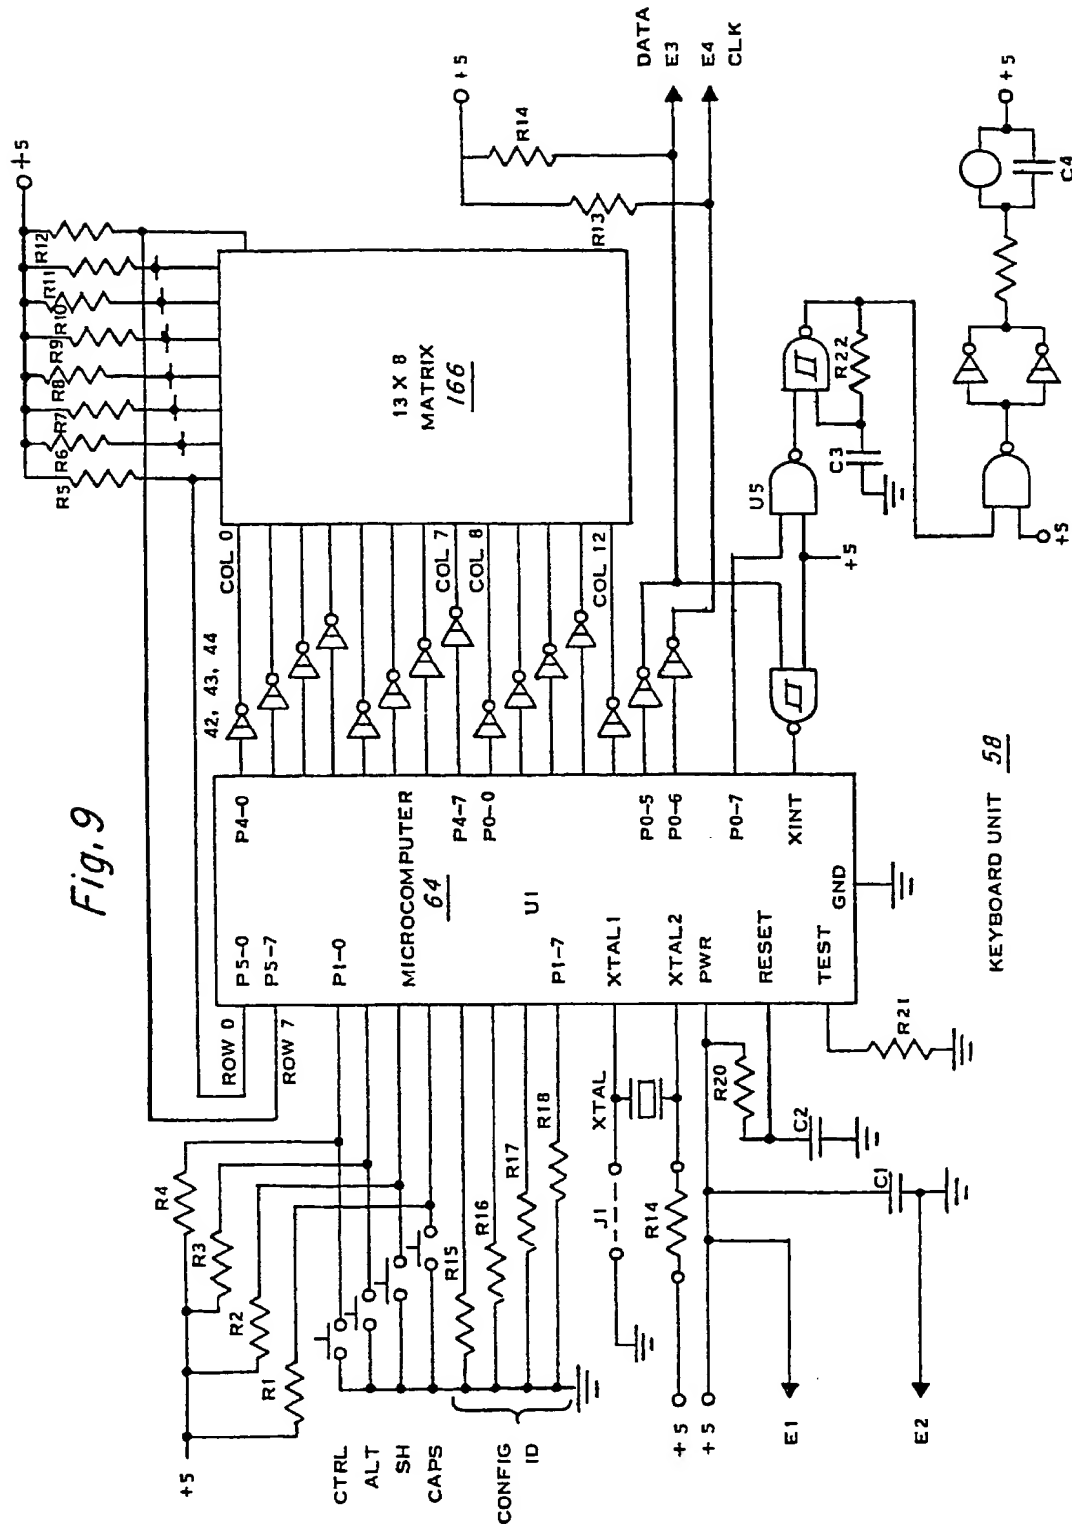 Fig. 9
+5
R4
R3
R2
R1
CTRL
ALT
SH
CAPS
CONFIG
ID
R15
R16
R17
R18
XTAL
J1
R14
+5
+5
E1
E2
C1
R20
C2
R21
ROW 0
ROW 7
P5-0
P5-7
P1-0
MICROCOMPUTER
64
U1
P1-7
XTAL1
XTAL2
PWR
RESET
TEST
GND
P4-0
P4-7
P0-0
P0-5
P0-6
P0-7
XINT
42, 43, 44
COL 0
COL 7
COL 8
COL 12
13 X 8
MATRIX
166
R5
R6
R7
R8
R9
R10
R11
R12
+5
+5
R14
R13
DATA
E3
E4
CLK
U5
+5
C3
R22
+5
+5
C4
KEYBOARD UNIT 58